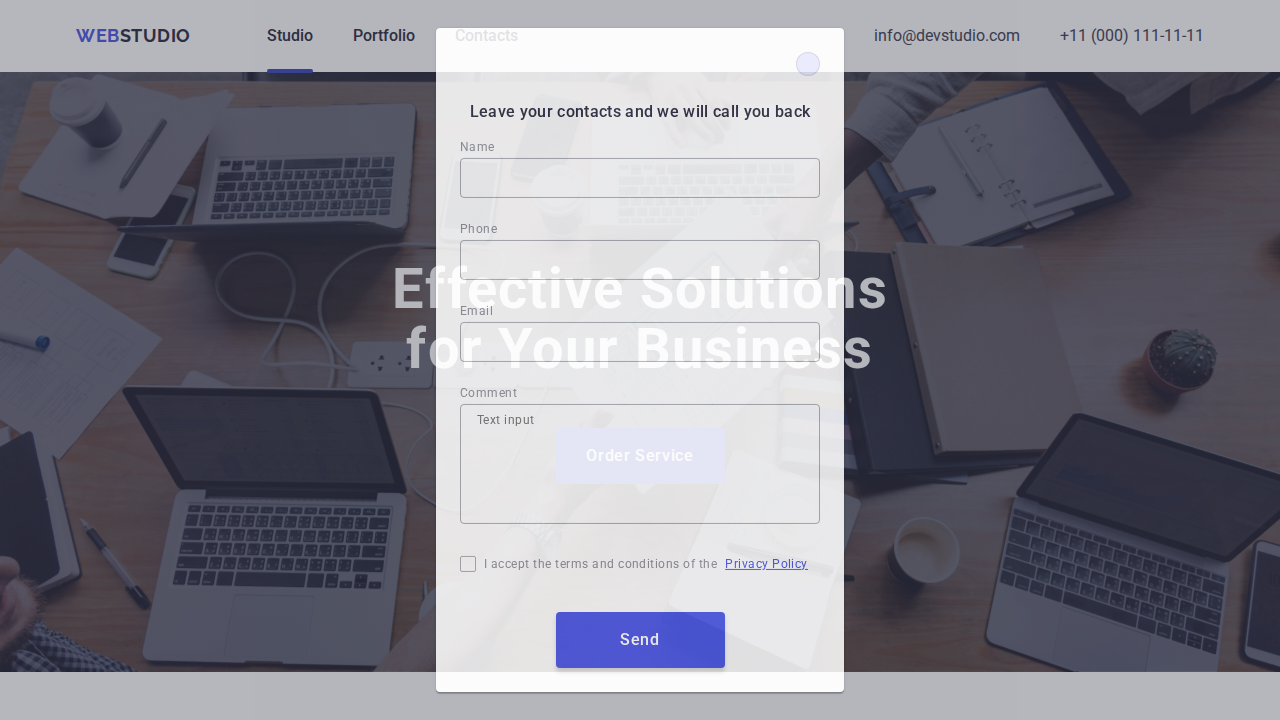 WEBSTUDIO Studio Portfolio Contacts info@devstudio.com +11 (000) 111-11-11
Leave your contacts and we will call you back
Name
Phone
Effective Solutions
Email
for Your Business
Comment
Text input
Order Service
I accept the terms and conditions of the Privacy Policy
Send